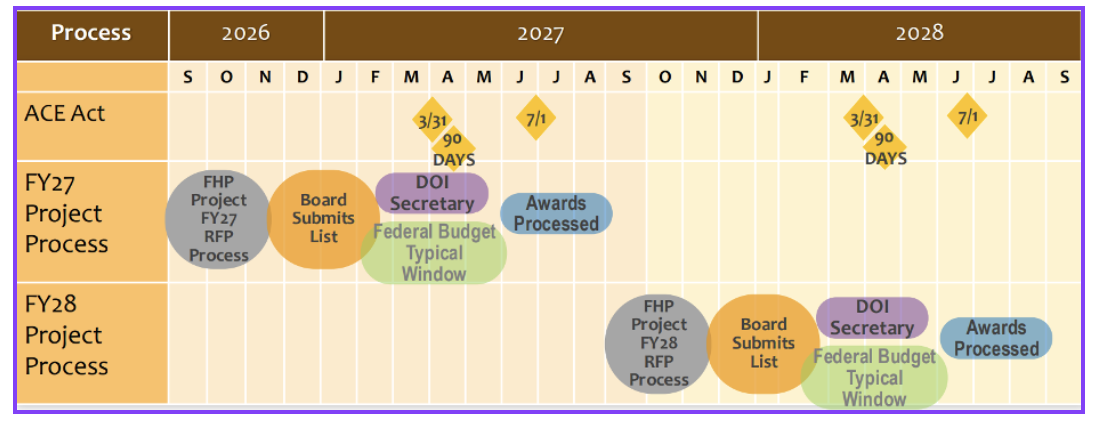 Process 2026 2027 2028
S O N D J F M A M J J A S O N D J F M A M J J A S
ACE Act
3/31
90
DAYS
7/1
3/31
90
DAYS
7/1
FY27
Project
Process
FHP
Project
FY27
RFP
Process
Board
Submits
List
DOI
Secretary
Federal Budget
Typical
Window
Awards
Processed
FY28
Project
Process
FHP
Project
FY28
RFP
Process
Board
Submits
List
DOI
Secretary
Federal Budget
Typical
Window
Awards
Processed